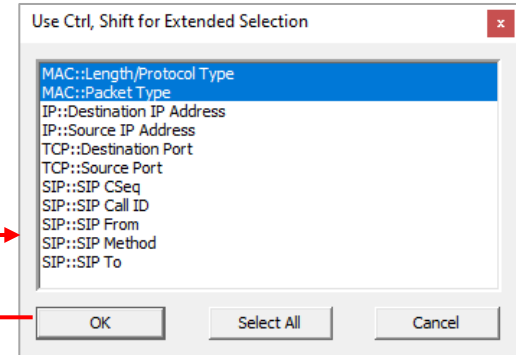 Use Ctrl, Shift for Extended Selection
x
MAC::Length/Protocol Type
MAC::Packet Type
IP::Destination IP Address
IP::Source IP Address
TCP::Destination Port
TCP::Source Port
SIP::SIP CSeq
SIP::SIP Call ID
SIP::SIP From
SIP::SIP Method
SIP::SIP To
OK Select All Cancel